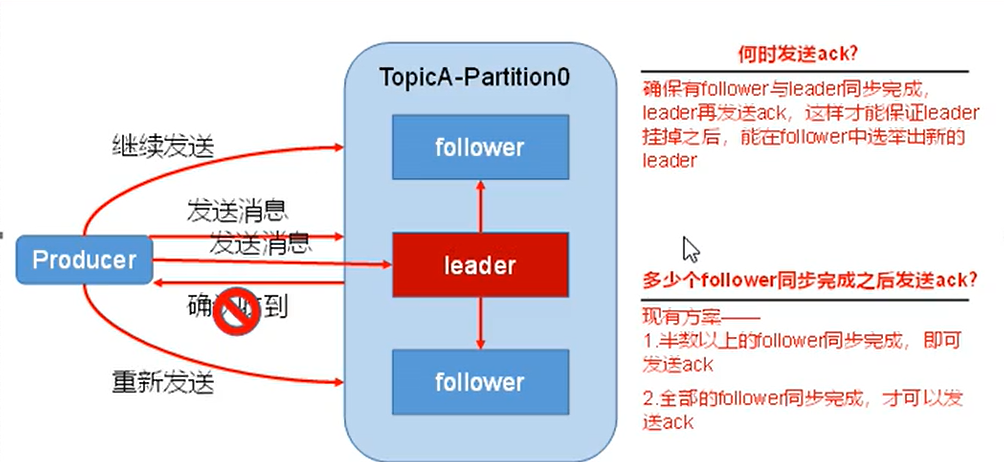 TopicA-Partition0
follower
leader
follower
Producer
继续发送
发送消息
发送消息
确 收到
重新发送
何时发送ack?
确保有follower与leader同步完成,
leader再发送ack，这样才能保证leader
挂掉之后，能在follower中选举出新的
leader
多少个follower同步完成之后发送ack?
现有方案——
1.半数以上的follower同步完成，即可
发送ack
2.全部的follower同步完成，才可以发
送ack